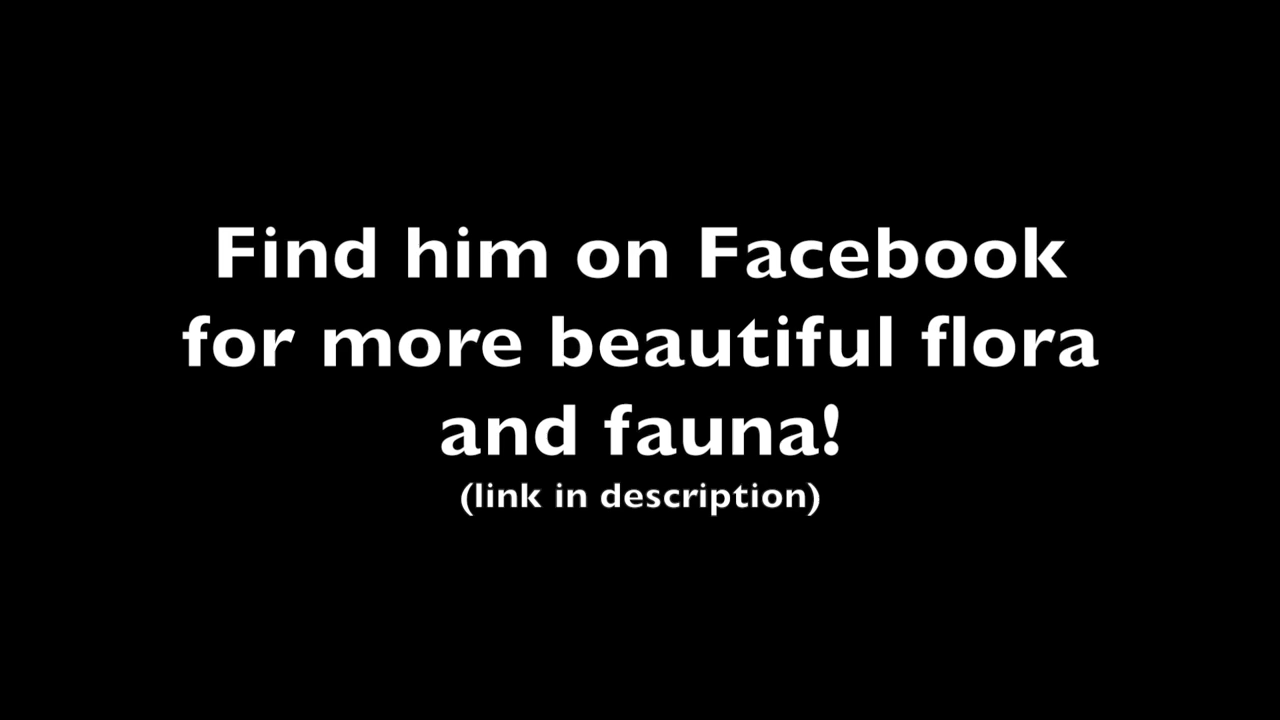 Find him on Facebook
for more beautiful flora
and fauna!
(link in description)